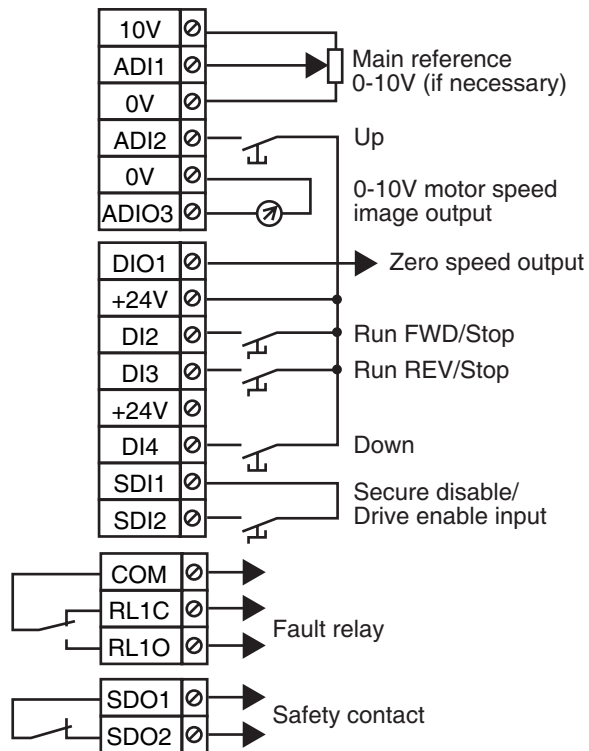 10V
ADI1
Main reference
0-10V (if necessary)
0V
ADI2
Up
0V
0-10V motor speed
image output
ADIO3
DIO1
Zero speed output
+24V
DI2
Run FWD/Stop
DI3
Run REV/Stop
+24V
DI4
Down
SDI1
Secure disable/
Drive enable input
SDI2
COM
RL1C
Fault relay
RL1O
SDO1
Safety contact
SDO2